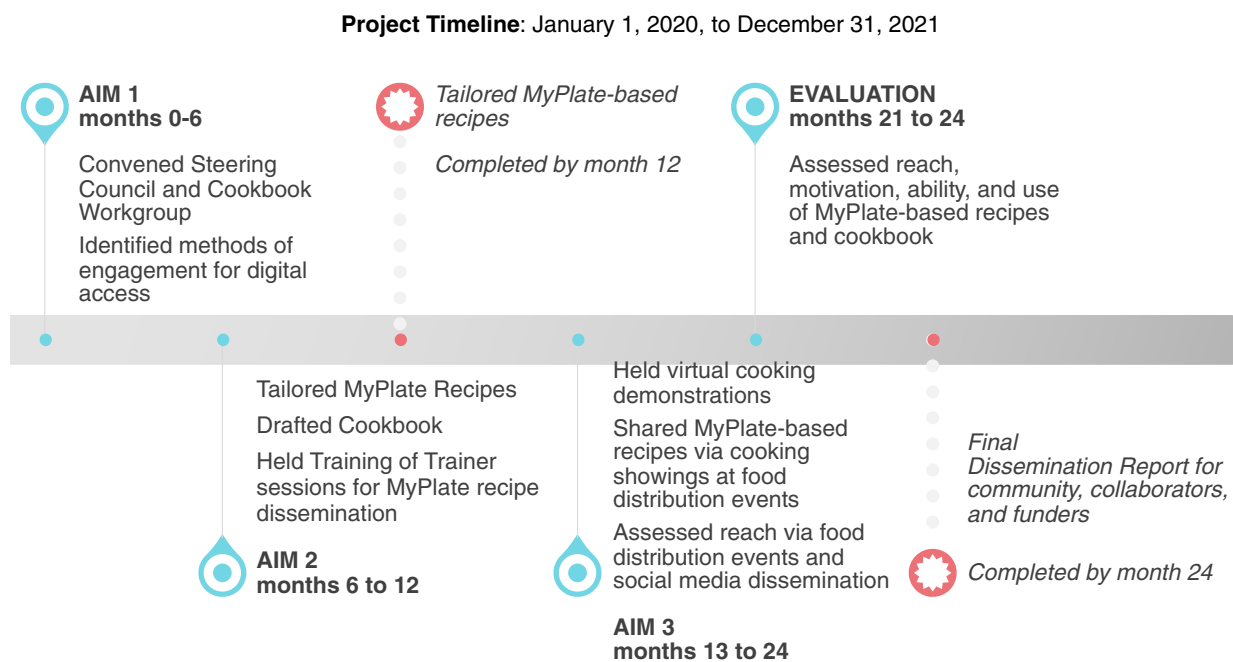 Project Timeline: January 1, 2020, to December 31, 2021
AIM 1
months 0-6
Convened Steering
Council and Cookbook
Workgroup
Identified methods of
engagement for digital
access
Tailored MyPlate-based
recipes
Completed by month 12
EVALUATION
months 21 to 24
Assessed reach,
motivation, ability, and use
of MyPlate-based recipes
and cookbook
Tailored MyPlate Recipes
Drafted Cookbook
Held Training of Trainer
sessions for MyPlate recipe
dissemination
AIM 2
months 6 to 12
Held virtual cooking
demonstrations
Shared MyPlate-based
recipes via cooking
showings at food
distribution events
Assessed reach via food
distribution events and
social media dissemination
AIM 3
months 13 to 24
Final
Dissemination Report for
community, collaborators,
and funders
Completed by month 24